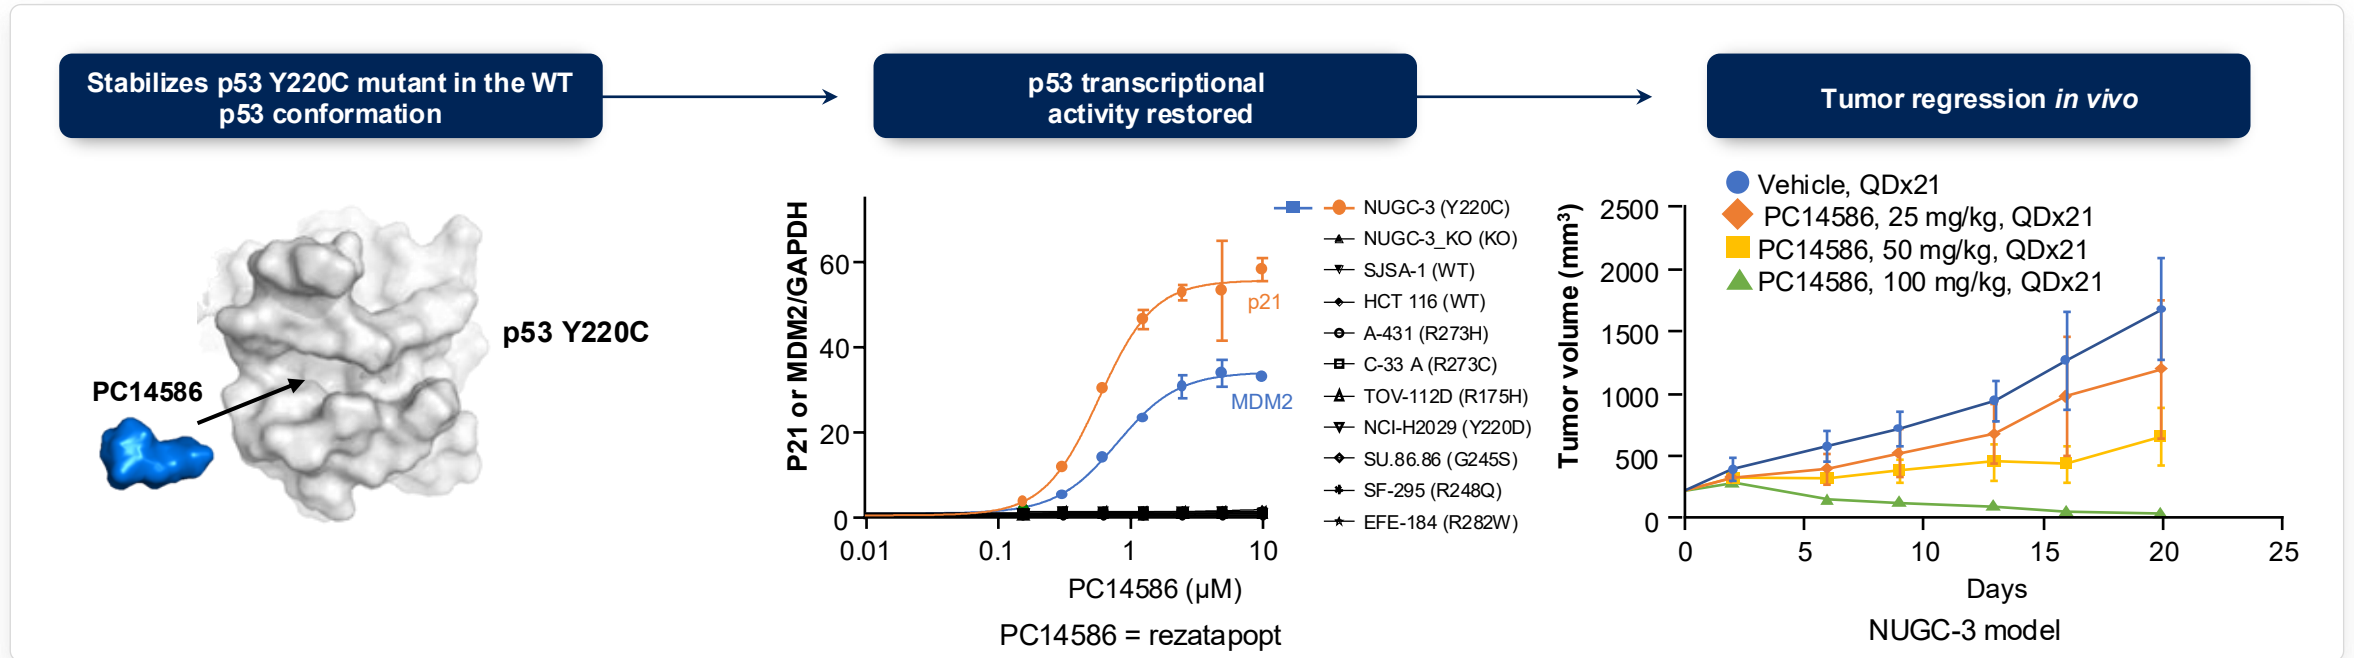 Stabilizes p53 Y220C mutant in the WT
p53 conformation
p53 transcriptional
activity restored
Tumor regression in vivo
PC14586
p53 Y220C
P21 or MDM2/GAPDH
60
40
20
0
0.01
0.1
1
10
p21
MDM2
PC14586 (µM)
PC14586 = rezatapopt
NUGC-3 (Y220C)
NUGC-3_KO (KO)
SJSA-1 (WT)
HCT 116 (WT)
A-431 (R273H)
C-33 A (R273C)
TOV-112D (R175H)
NCI-H2029 (Y220D)
SU.86.86 (G245S)
SF-295 (R248Q)
EFE-184 (R282W)
Vehicle, QDx21
PC14586, 25 mg/kg, QDx21
PC14586, 50 mg/kg, QDx21
PC14586, 100 mg/kg, QDx21
Tumor volume (mm³)
2500
2000
1500
1000
500
0
0
5
10
15
20
25
Days
NUGC-3 model